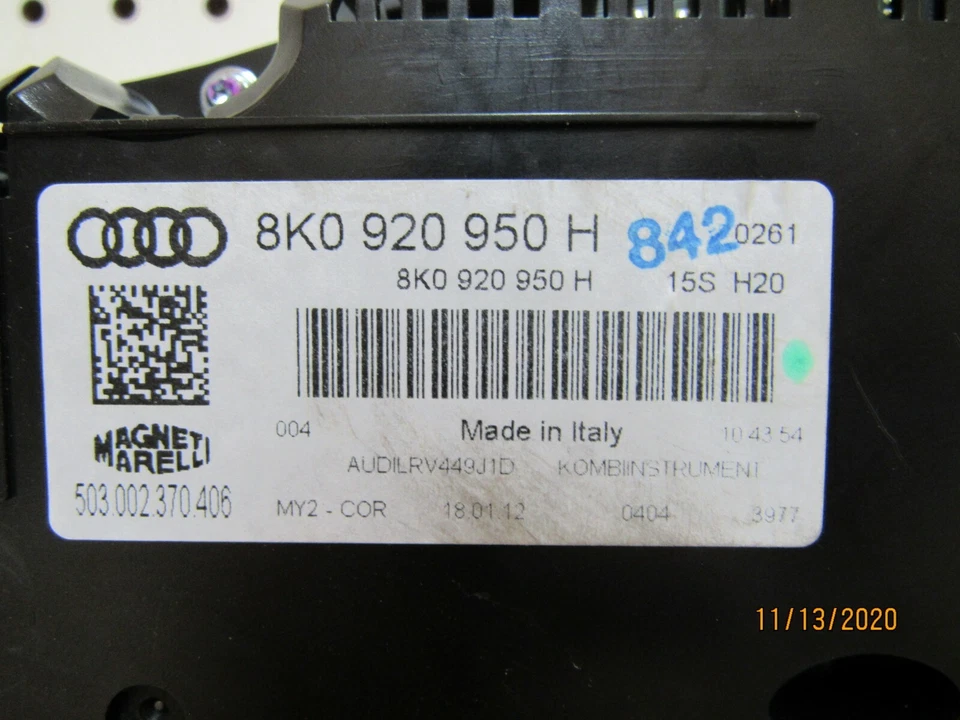 8K0 920 950 H 842 0261
8K0 920 950 H 15S H20
MAGNETI
MARELLI
503.002.370.406
004 Made in Italy 10 43 54
AUDILRV449J1D KOMBIINSTRUMENT
MY2 - COR 18.01.12 0404 3977
11/13/2020